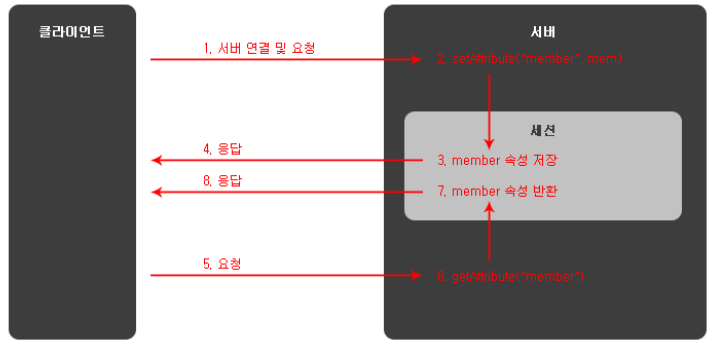 클라이언트
서버
1, 서버 연결 및 요청
2, setAttribute("member", mem)
세션
4, 응답
3, member 속성 저장
8, 응답
7, member 속성 반환
5, 요청
6, getAttribute("member")